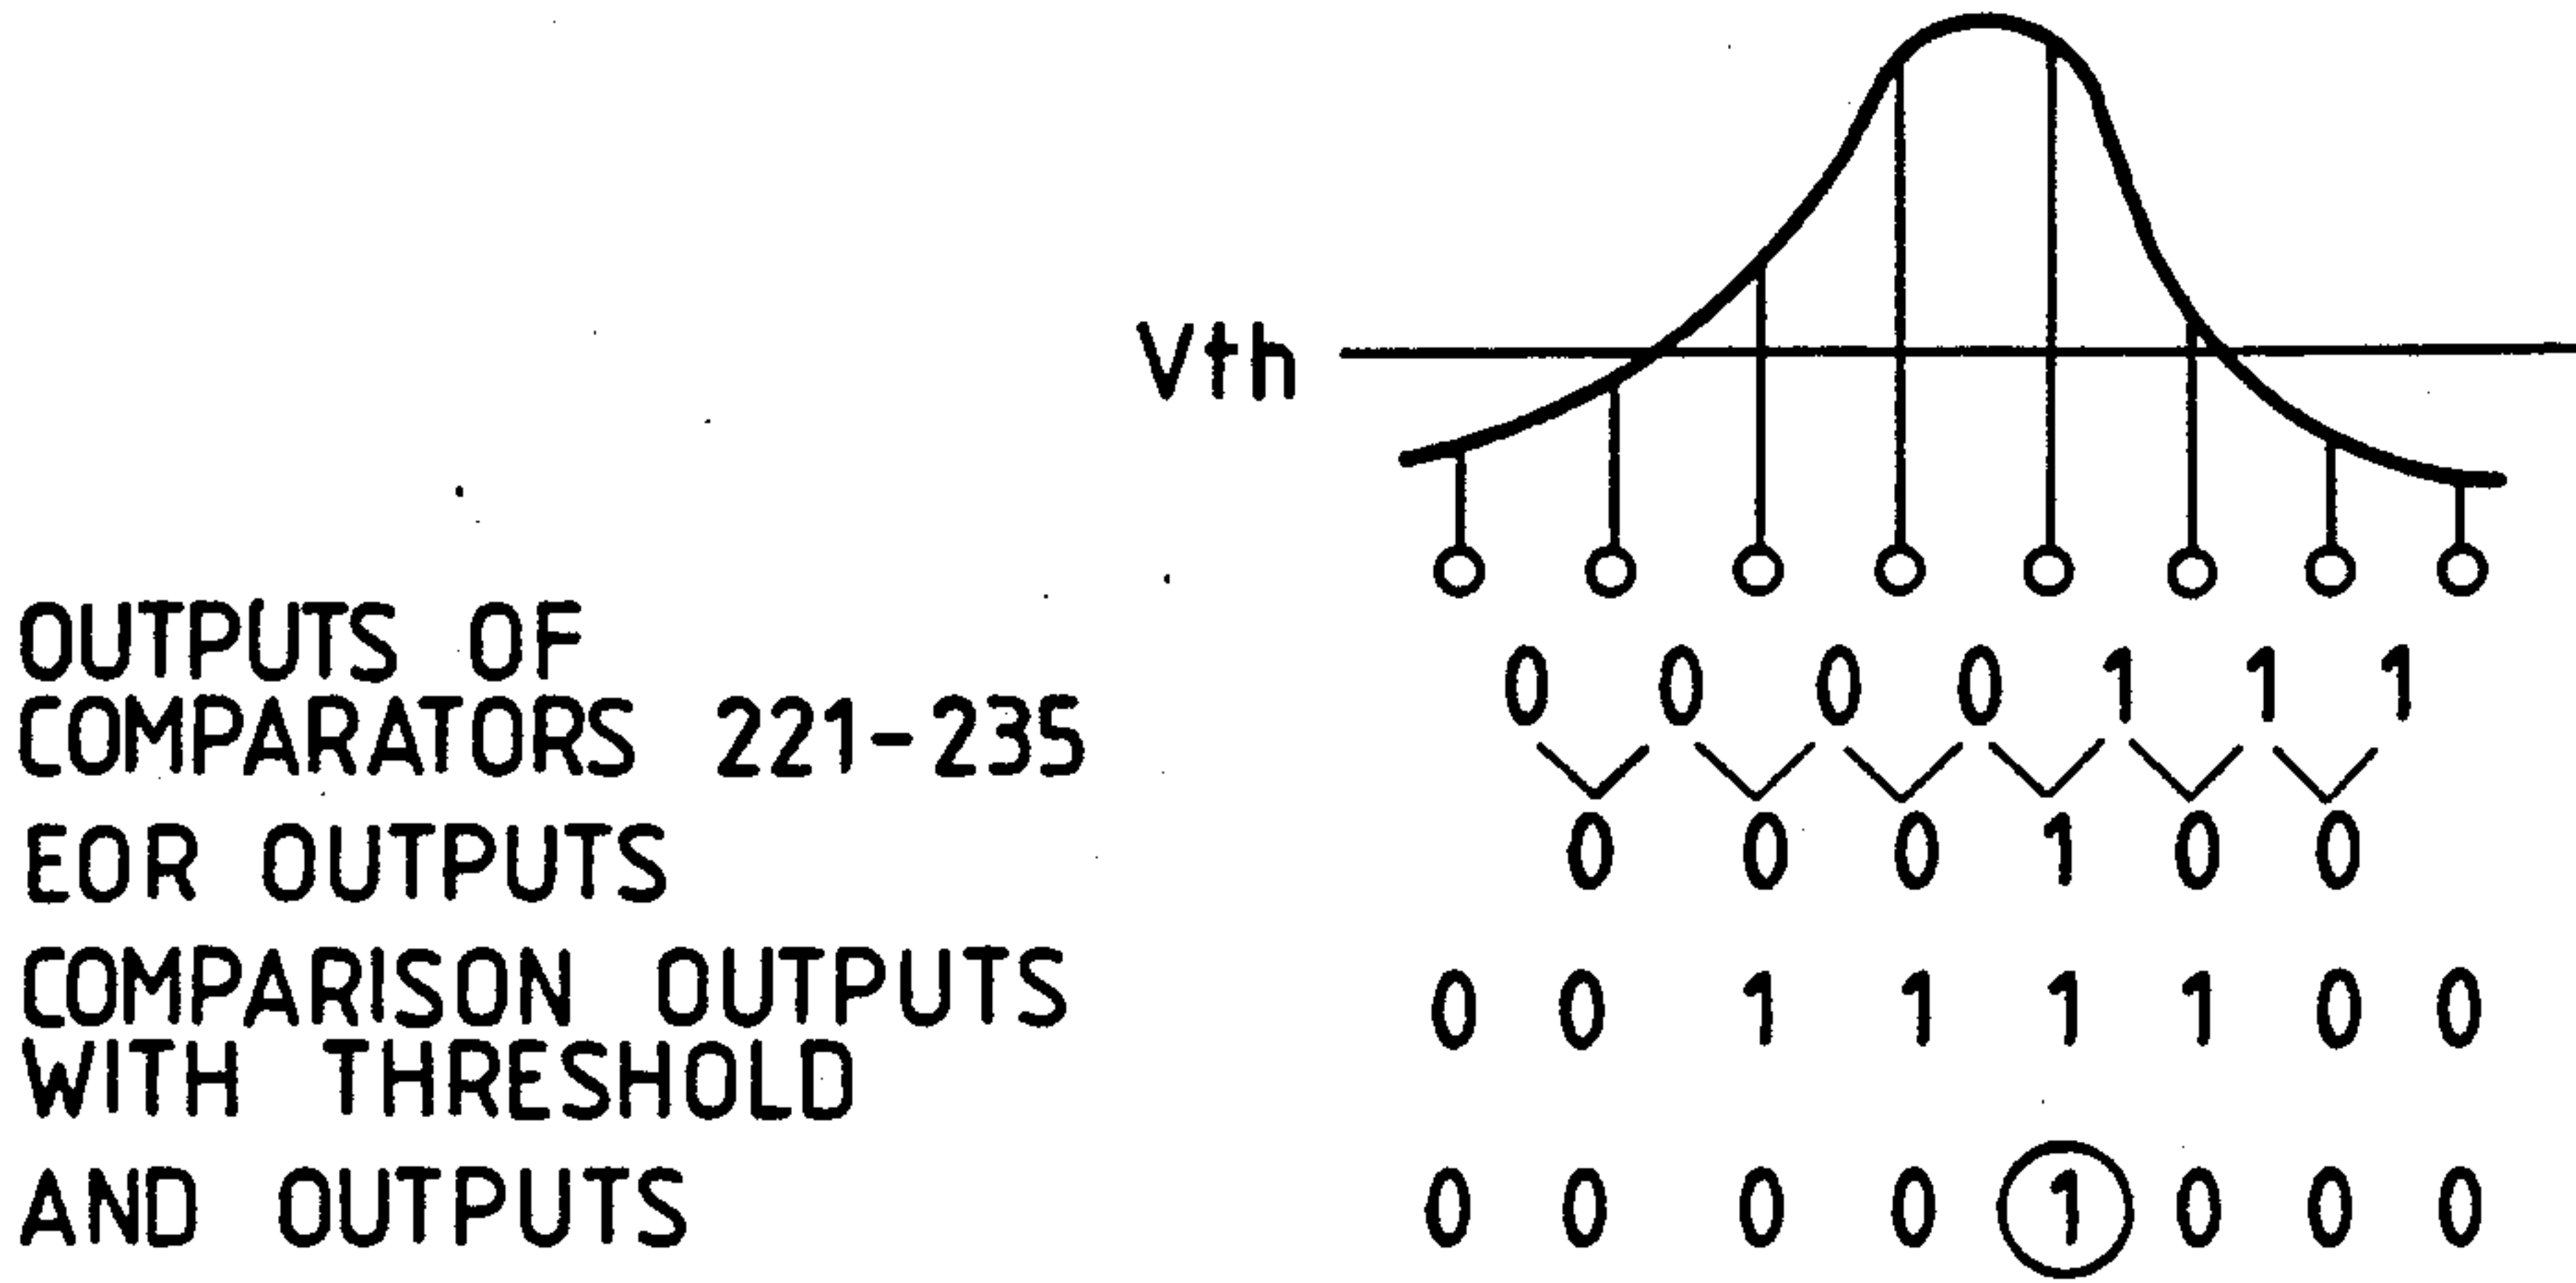 Vth
OUTPUTS OF
COMPARATORS 221-235
0 0 0 0 1 1 1
EOR OUTPUTS
0 0 0 1 0 0
COMPARISON OUTPUTS
WITH THRESHOLD
0 0 1 1 1 1 0 0
AND OUTPUTS
0 0 0 0 1 0 0 0